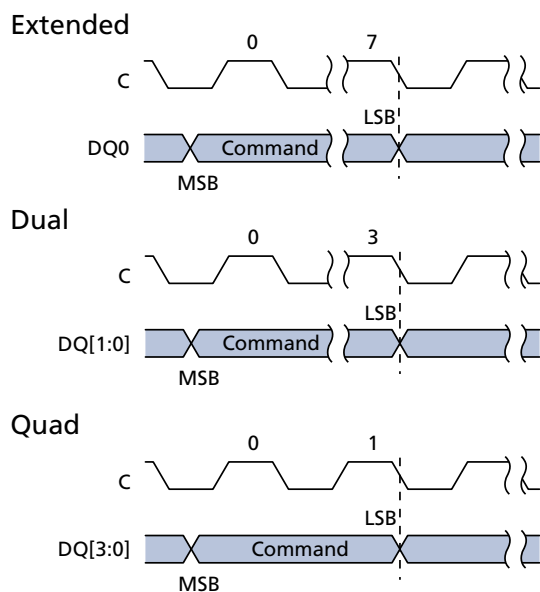 Extended
0 7
C
LSB
DQ0 Command
MSB
Dual
0 3
C
LSB
DQ[1:0] Command
MSB
Quad
0 1
C
LSB
DQ[3:0] Command
MSB